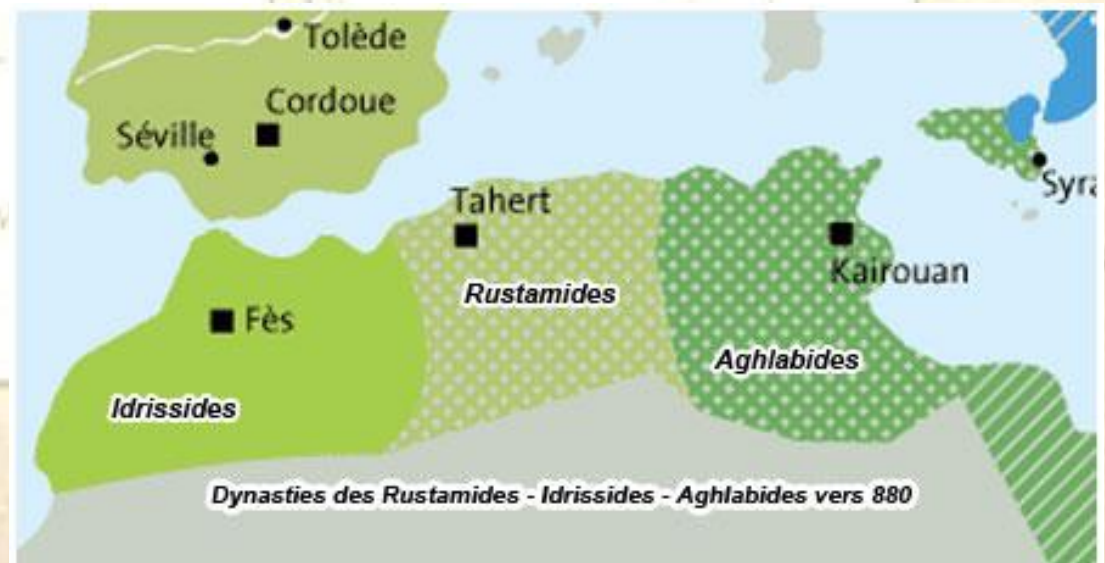 Tolède
Cordoue
Séville
Tahert
Kairouan
Rustamides
Fès
Aghlabides
Idrissides
Dynasties des Rustamides - Idrissides - Aghlabides vers 880